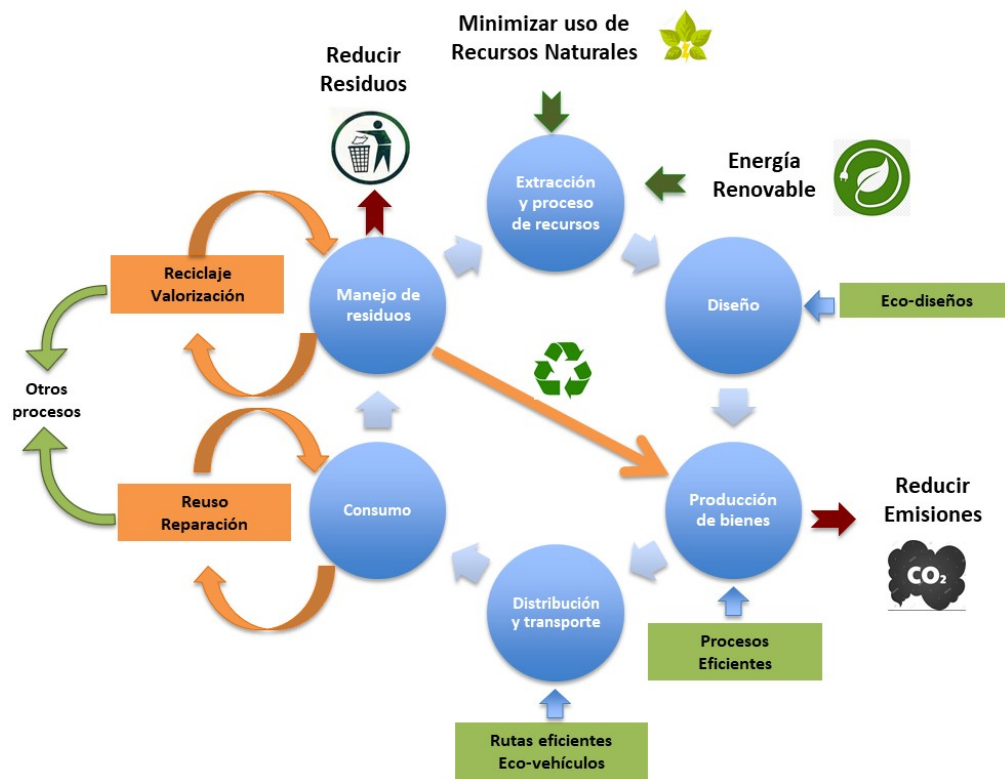 Minimizar uso de
Recursos Naturales
Reducir
Residuos
Extracción
y proceso
de recursos
Energía
Renovable
Reciclaje
Valorización
Manejo de
residuos
Diseño
Eco-diseños
Otros
procesos
Reuso
Reparación
Consumo
Producción
de bienes
Reducir
Emisiones
CO₂
Distribución
y transporte
Procesos
Eficientes
Rutas eficientes
Eco-vehículos